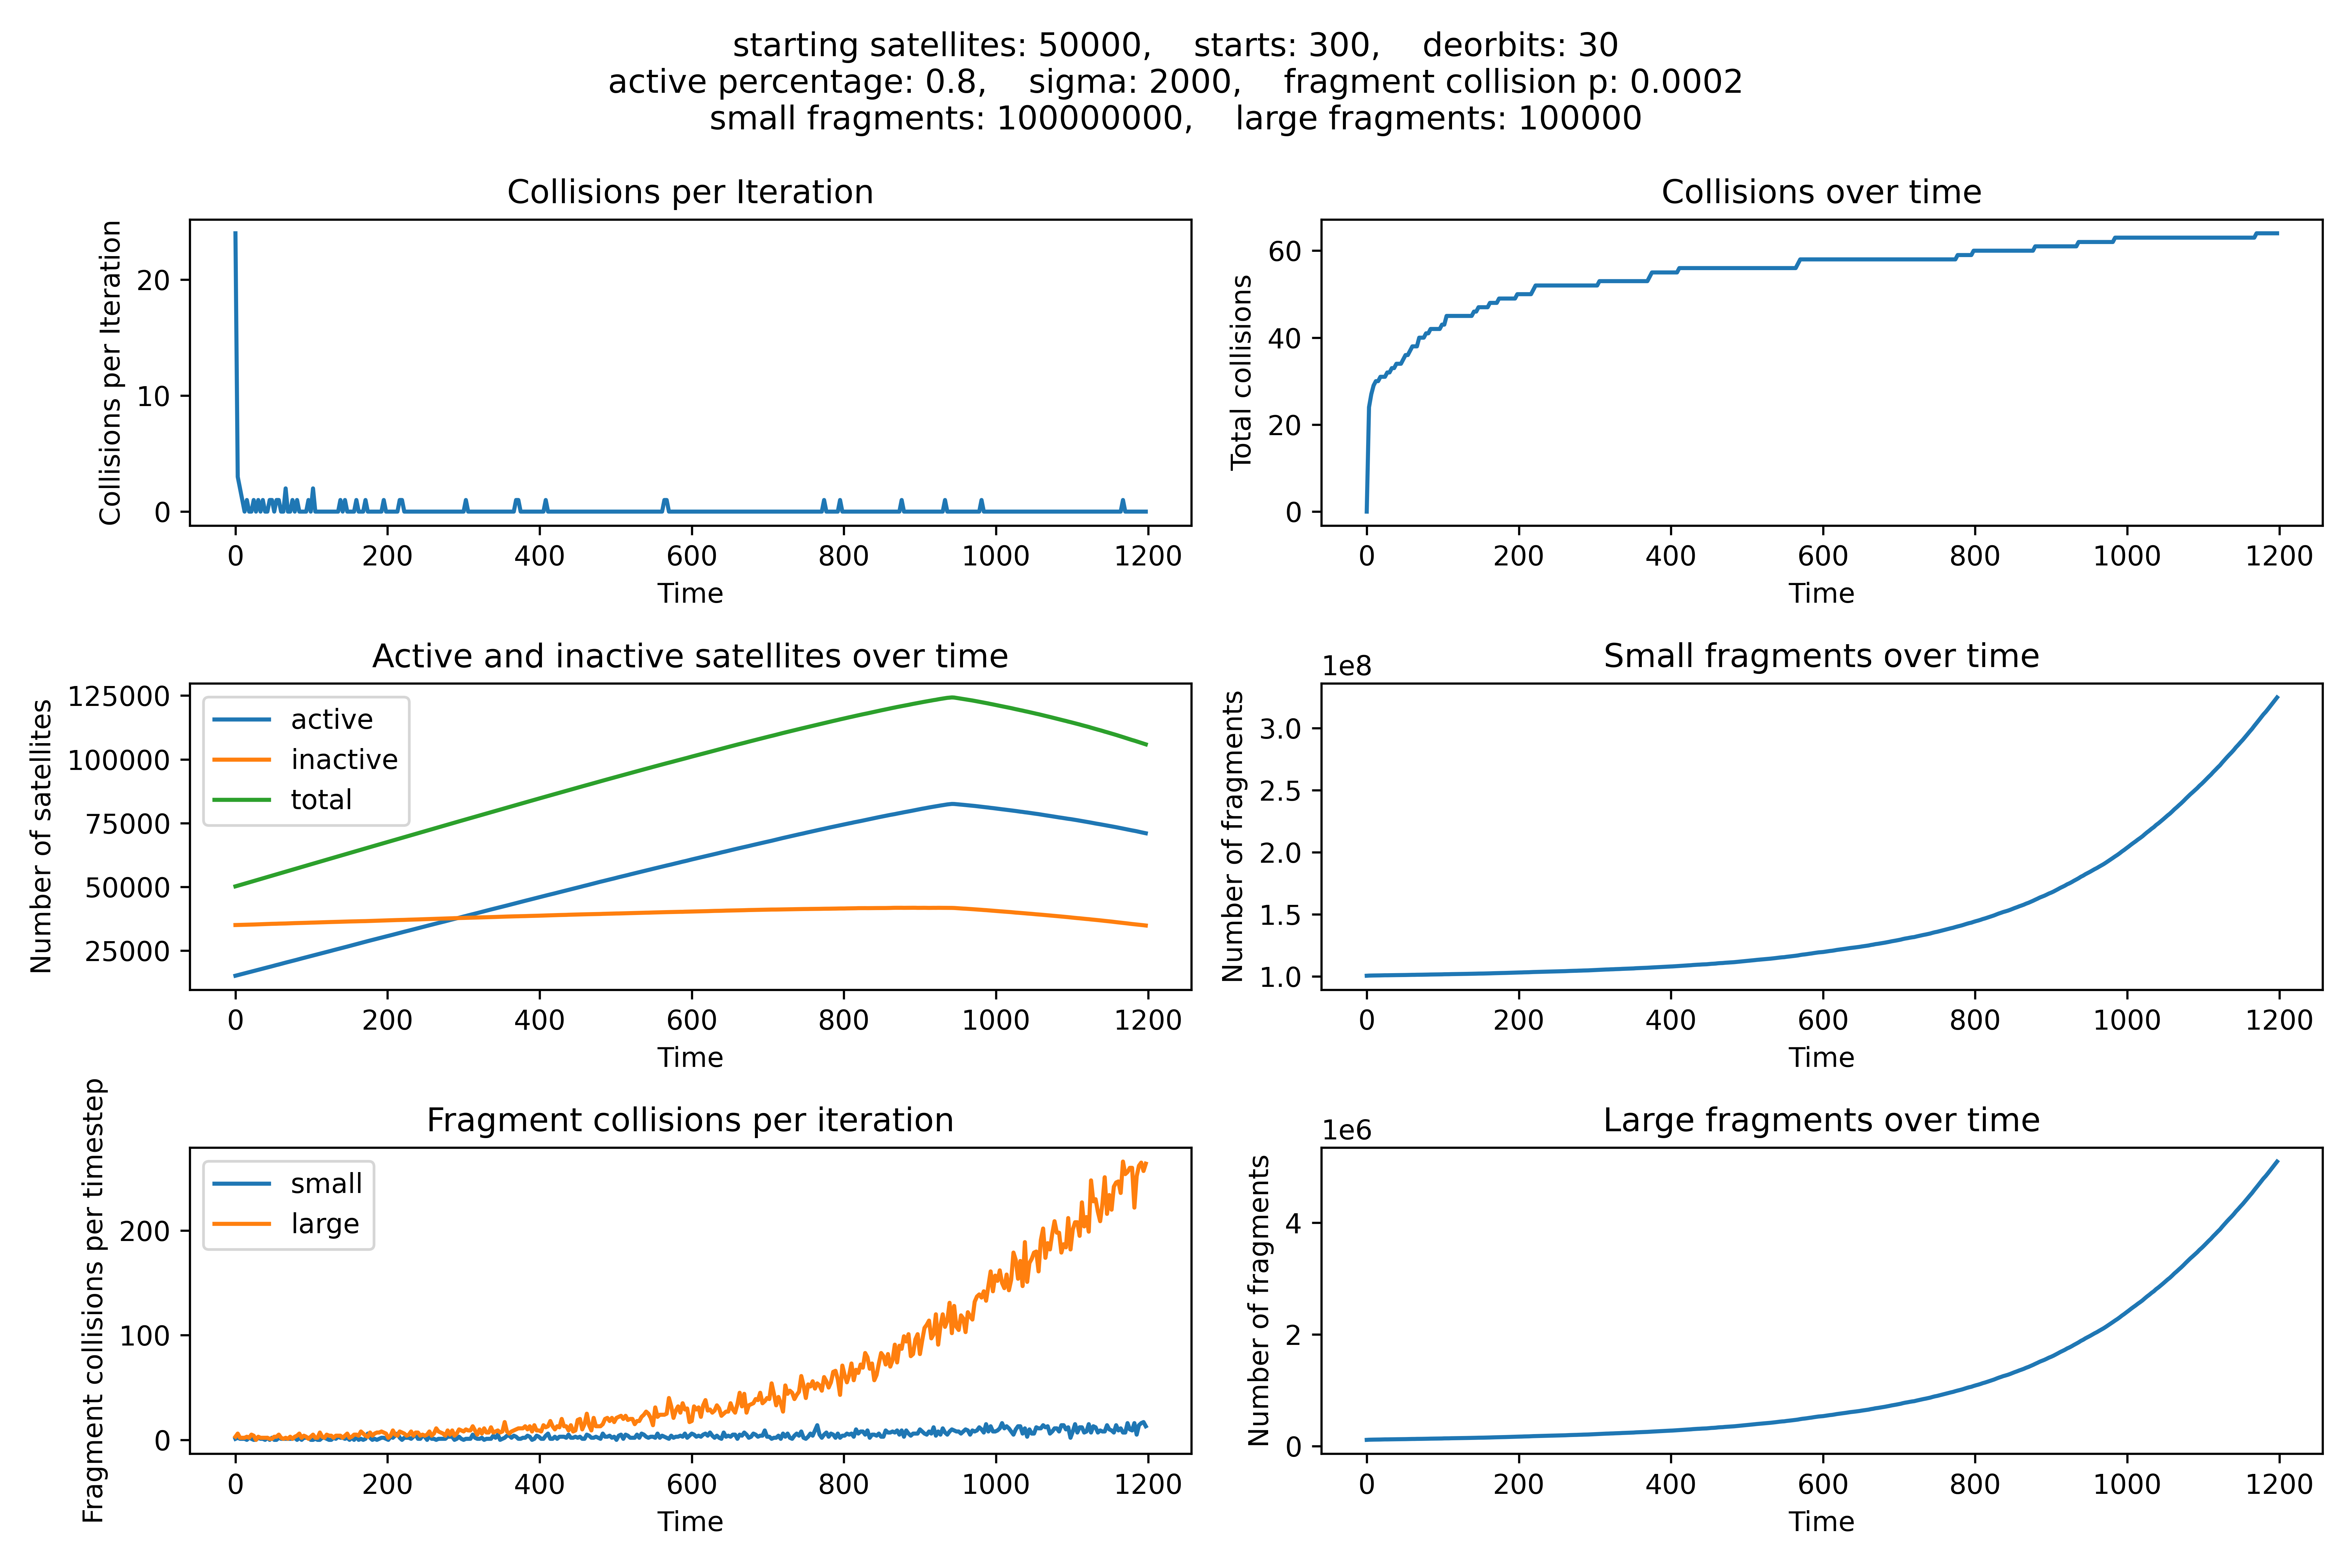 starting satellites: 50000,    starts: 300,    deorbits: 30
active percentage: 0.8,    sigma: 2000,    fragment collision p: 0.0002
small fragments: 100000000,    large fragments: 100000
Collisions per Iteration
Collisions per Iteration
20
10
0
0 200 400 600 800 1000 1200
Time
Collisions over time
Total collisions
60
40
20
0
0 200 400 600 800 1000 1200
Time
Active and inactive satellites over time
Number of satellites
125000
100000
75000
50000
25000
active
inactive
total
0 200 400 600 800 1000 1200
Time
Small fragments over time
1e8
Number of fragments
3.0
2.5
2.0
1.5
1.0
0 200 400 600 800 1000 1200
Time
Fragment collisions per iteration
Fragment collisions per timestep
200
100
0
small
large
0 200 400 600 800 1000 1200
Time
Large fragments over time
1e6
Number of fragments
4
2
0
0 200 400 600 800 1000 1200
Time